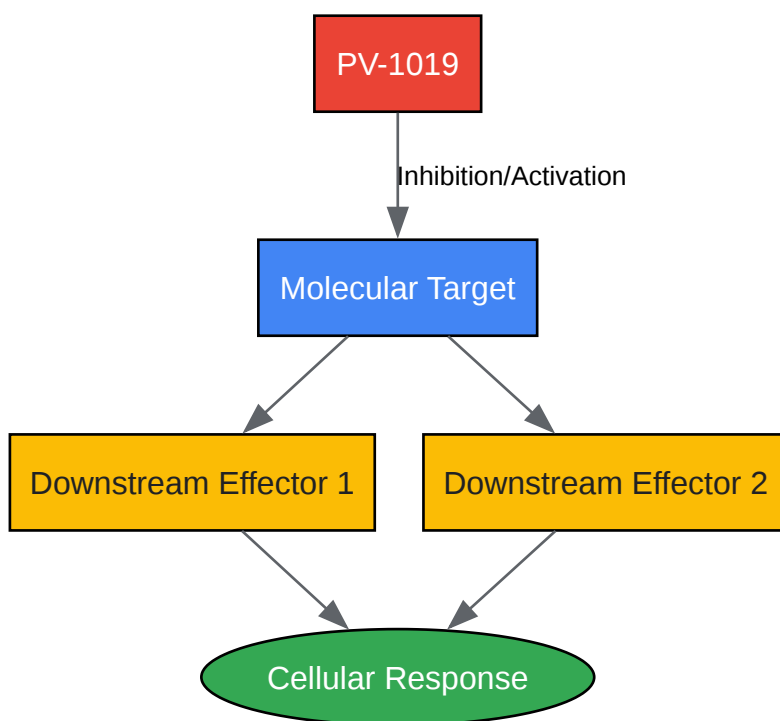 PV-1019
Inhibition/Activation
Molecular Target
Downstream Effector 1
Downstream Effector 2
Cellular Response